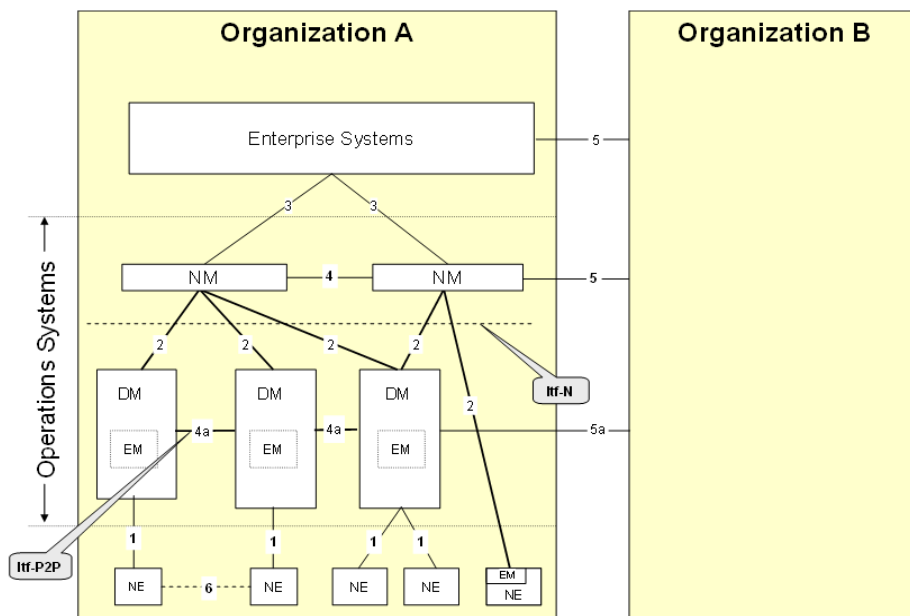 Organization A
Organization B
Enterprise Systems
5
3
3
Operations Systems
NM
4
NM
5
2
2
2
2
Itf-N
DM
DM
DM
2
EM
4a
EM
4a
EM
5a
1
1
1
1
Itf-P2P
NE
6
NE
NE
NE
EM
NE